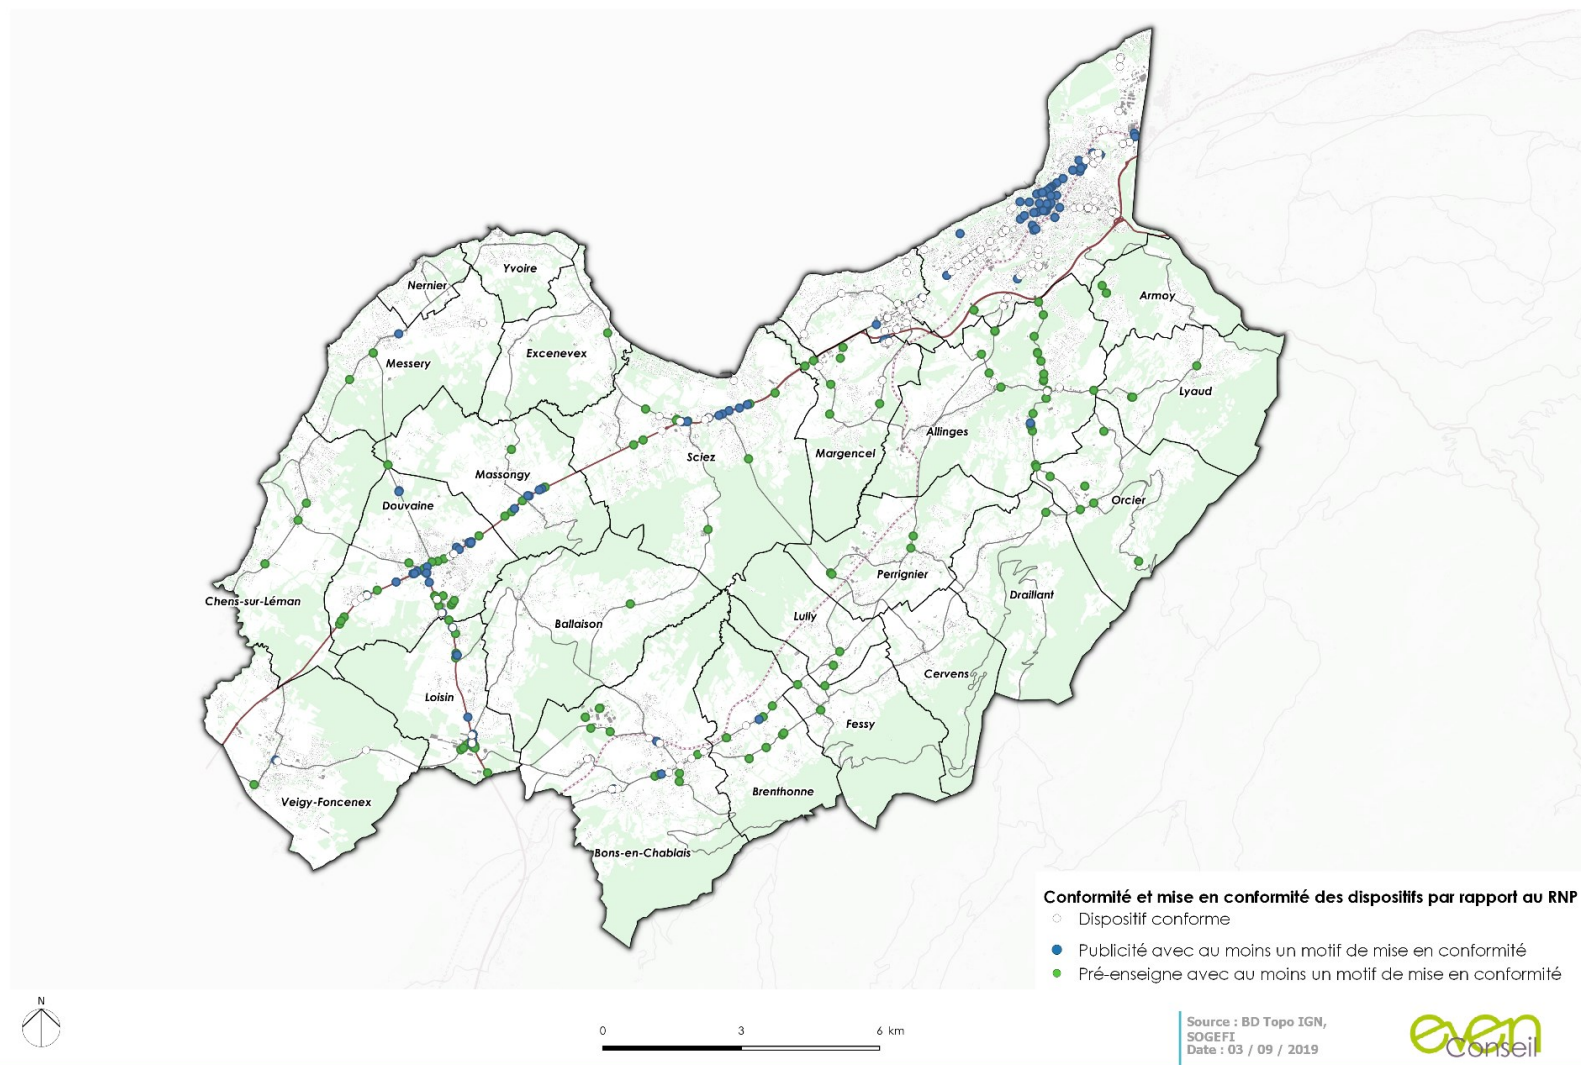 Yvoire
Nernier
Armoy
Excenevex
Messery
Lyaud
Allinges
Margencel
Sciez
Massongy
Orcier
Douvaine
Perrignier
Draillant
Chens-sur-Léman
Lully
Ballaison
Cervens
Loisin
Fessy
Brenthonne
Veigy-Foncenex
Bons-en-Chablais
Conformité et mise en conformité des dispositifs par rapport au RNP
Dispositif conforme
Publicité avec au moins un motif de mise en conformité
Pré-enseigne avec au moins un motif de mise en conformité
N
0 3 6 km
Source : BD Topo IGN,
SOGEFI
Date : 03 / 09 / 2019
even
Conseil